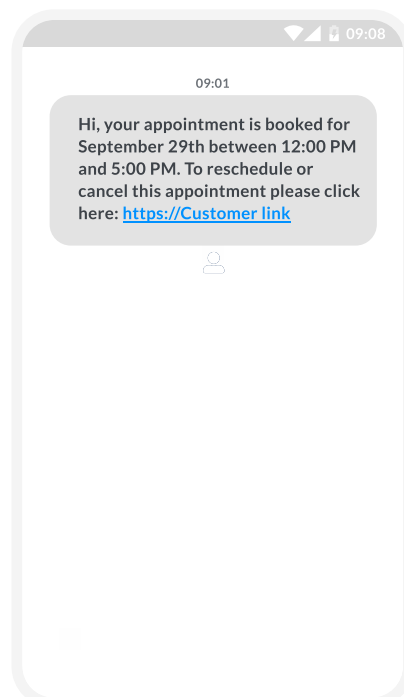 09:08
09:01
Hi, your appointment is booked for
September 29th between 12:00 PM
and 5:00 PM. To reschedule or
cancel this appointment please click
here: https://Customer link